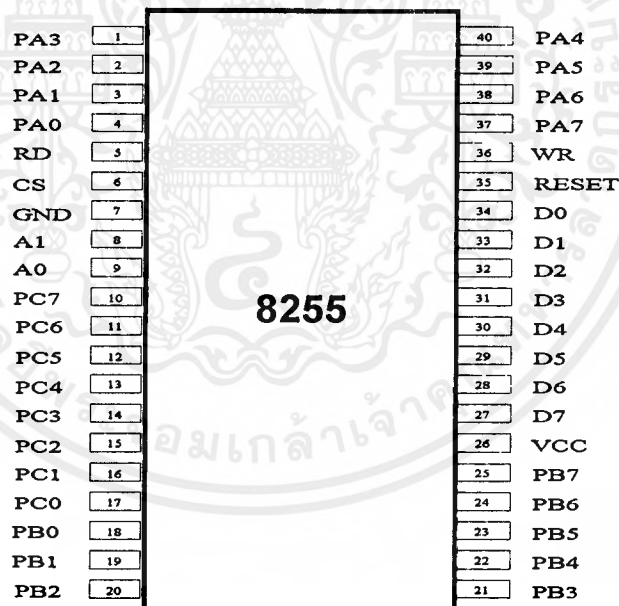 PA3 1 40 PA4
PA2 2 39 PA5
PA1 3 38 PA6
PA0 4 37 PA7
RD 5 36 WR
CS 6 35 RESET
GND 7 34 D0
A1 8 33 D1
A0 9 32 D2
PC7 10 31 D3
8255
PC6 11 30 D4
PC5 12 29 D5
PC4 13 28 D6
PC3 14 27 D7
PC2 15 26 VCC
PC1 16 25 PB7
PC0 17 24 PB6
PB0 18 23 PB5
PB1 19 22 PB4
PB2 20 21 PB3